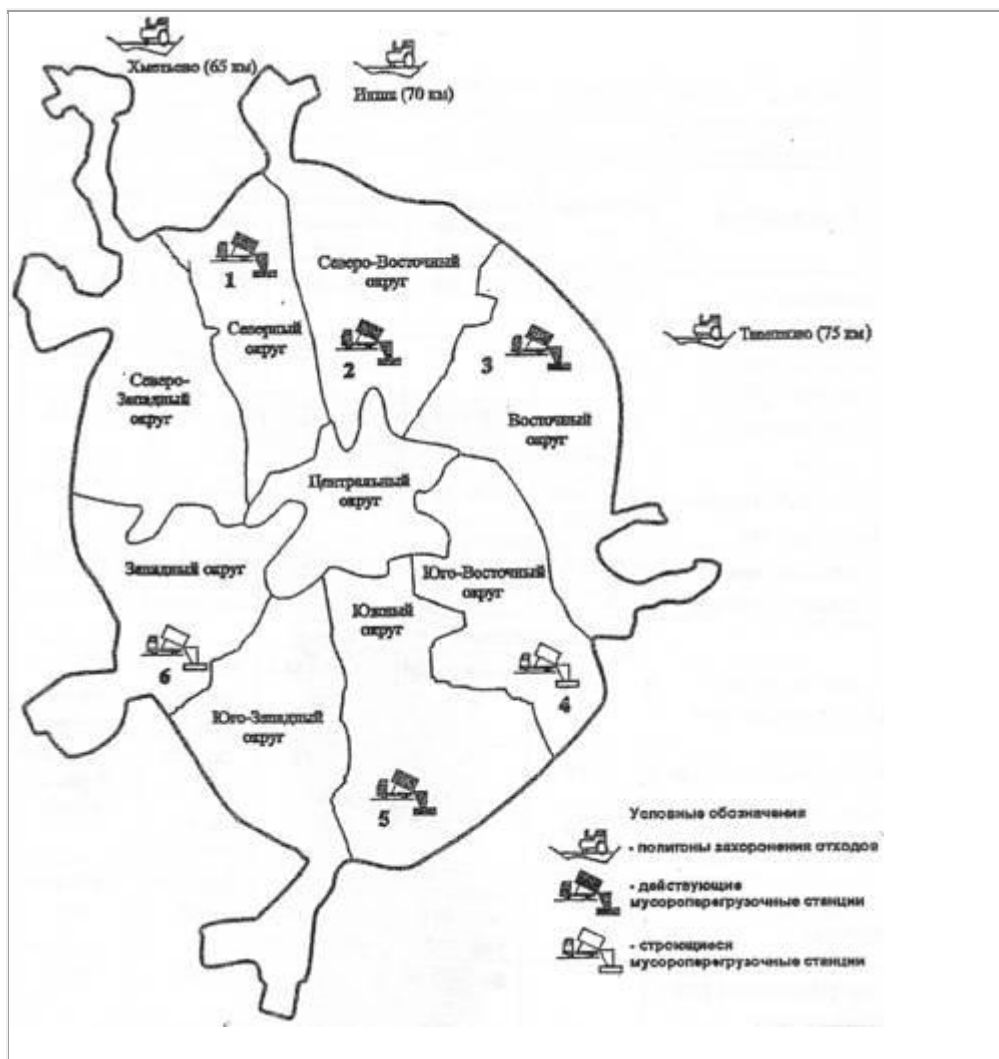 Хметьево (65 км)
Икша (70 км)
1
Северо-Восточный
округ
Северный
округ
2
3
Тимохово (75 км)
Северо-
Западный
округ
Восточный
округ
Центральный
округ
Западный округ
Юго-Восточный
округ
Южный
округ
6
4
Юго-Западный
округ
5
Условные обозначения
- полигоны захоронения отходов
- действующие
мусороперегрузочные станции
- строющиеся
мусороперегрузочные станции